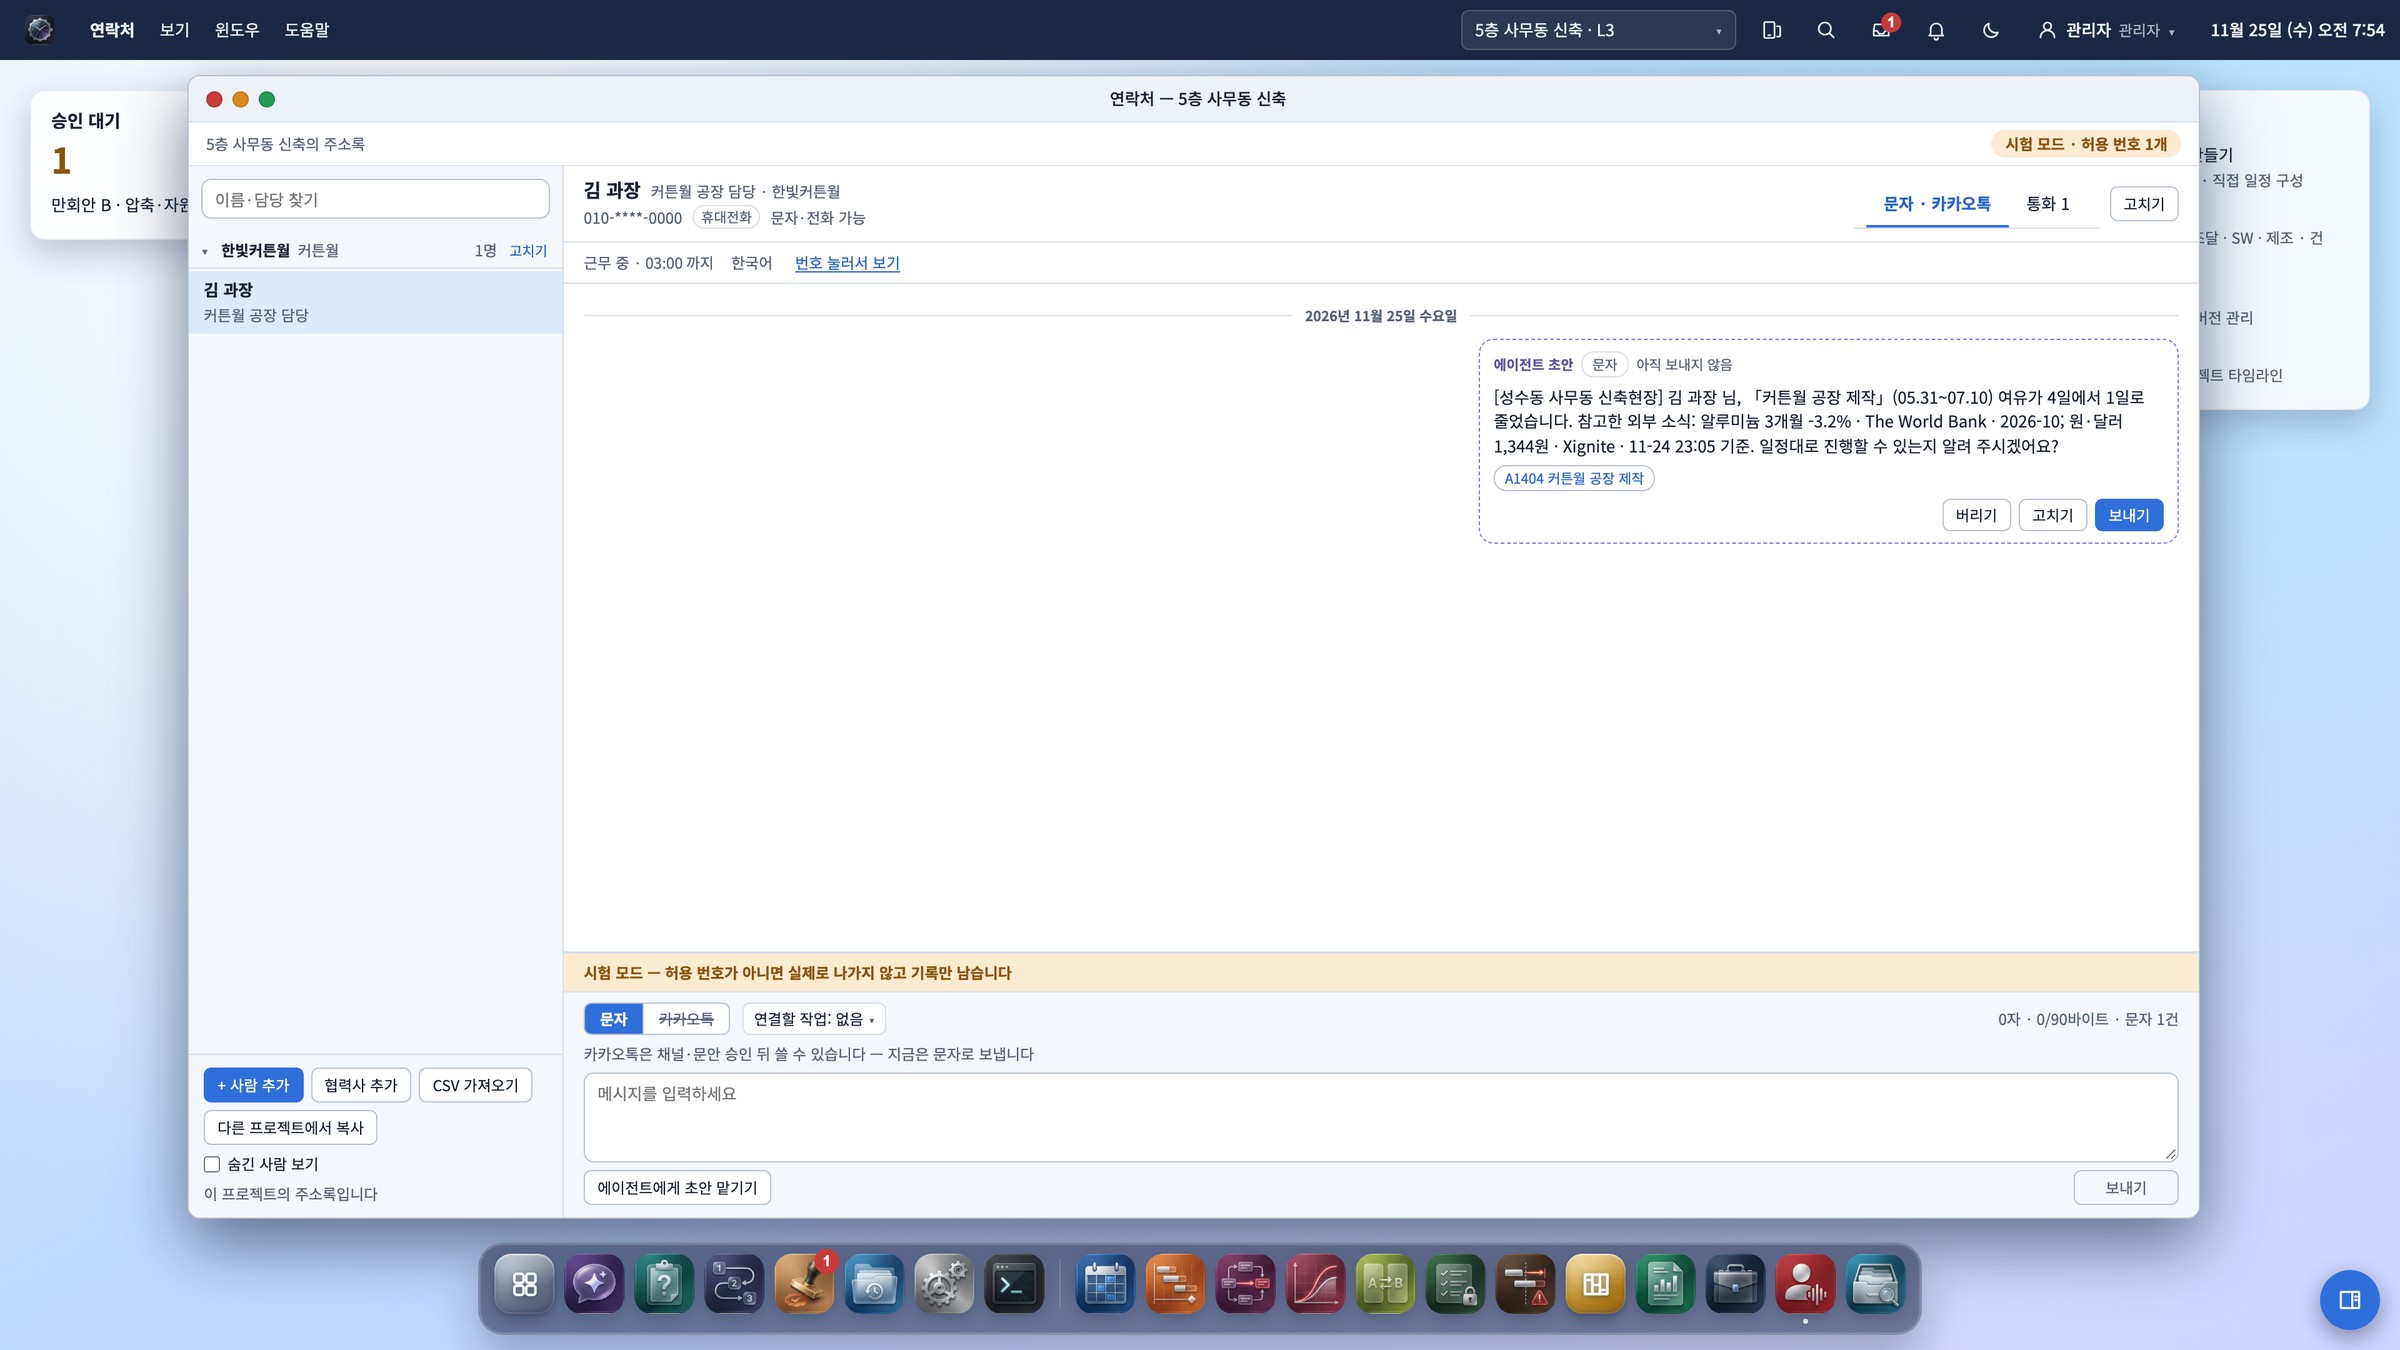 연락처 보기 윈도우 도움말
5층 사무동 신축 · L3
1
관리자 관리자
11월 25일 (수) 오전 7:54
승인 대기
1
만회안 B · 압축·자원
연락처 — 5층 사무동 신축
5층 사무동 신축의 주소록
시험 모드 · 허용 번호 1개
이름·담당 찾기
한빛커튼월 커튼월 1명 고치기
김 과장
커튼월 공장 담당
김 과장 커튼월 공장 담당 · 한빛커튼월
010-****-0000 휴대전화 문자·전화 가능
문자 · 카카오톡 통화 1 고치기
근무 중 · 03:00 까지 한국어 번호 눌러서 보기
2026년 11월 25일 수요일
에이전트 초안 문자 아직 보내지 않음
[성수동 사무동 신축현장] 김 과장 님, 「커튼월 공장 제작」(05.31~07.10) 여유가 4일에서 1일로
줄었습니다. 참고한 외부 소식: 알루미늄 3개월 -3.2% · The World Bank · 2026-10; 원·달러
1,344원 · Xignite · 11-24 23:05 기준. 일정대로 진행할 수 있는지 알려 주시겠어요?
A1404 커튼월 공장 제작
버리기 고치기 보내기
시험 모드 — 허용 번호가 아니면 실제로 나가지 않고 기록만 남습니다
문자 카카오톡 연결할 작업: 없음
0자 · 0/90바이트 · 문자 1건
카카오톡은 채널·문안 승인 뒤 쓸 수 있습니다 — 지금은 문자로 보냅니다
메시지를 입력하세요
에이전트에게 초안 맡기기
보내기
+ 사람 추가 협력사 추가 CSV 가져오기
다른 프로젝트에서 복사
숨긴 사람 보기
이 프로젝트의 주소록입니다
들기
· 직접 일정 구성
달 · SW · 제조 · 건
버전 관리
젝트 타임라인
1 2 3
1
A B